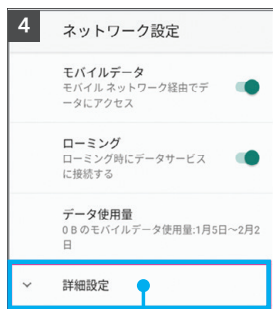 4
ネットワーク設定
モバイルデータ
モバイル ネットワーク経由でデ
ータにアクセス
ローミング
ローミング時にデータサービス
に接続する
データ使用量
0 B のモバイルデータ使用量:1月5日～2月2
日
詳細設定